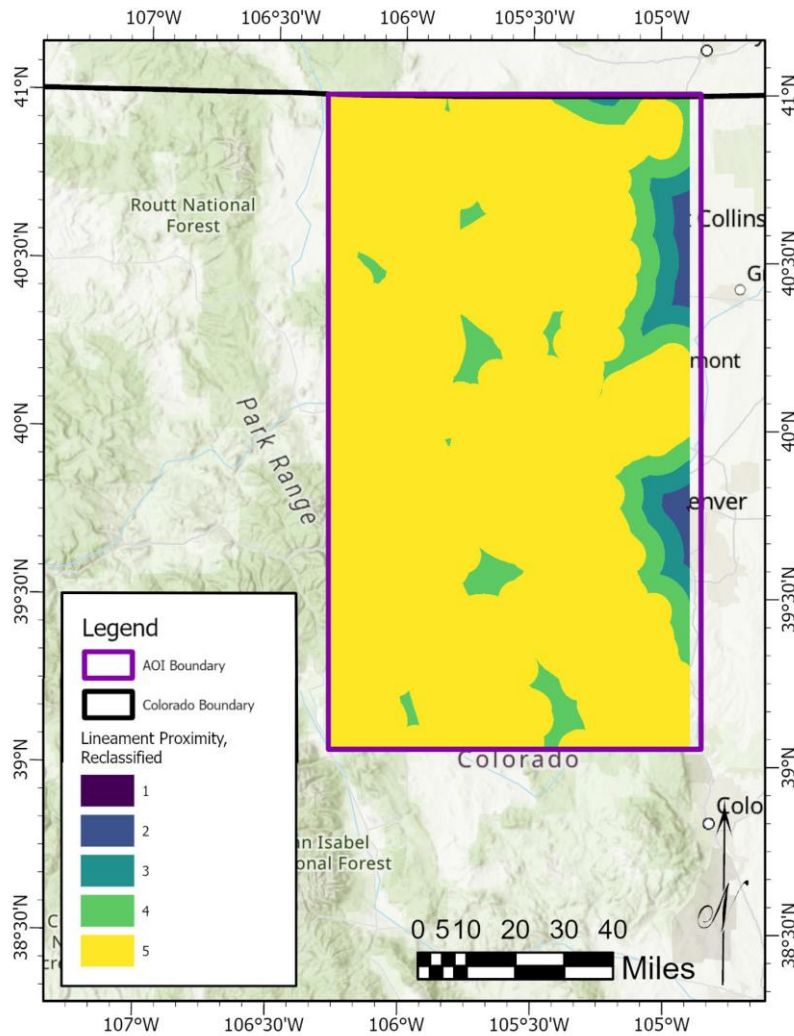 107°W 106°30'W 106°W 105°30'W 105°W
41°N 41°N
Routt National
Forest
t Collins
40°30'N 40°30'N
G
mont
40°N 40°N
Park Range
enver
39°30'N 39°30'N
Legend
AOI Boundary
Colorado Boundary
Lineament Proximity,
Reclassified
1
2
3
4
5
39°N 39°N
Colorado
Colo
an Isabel
onal Forest
38°30'N 38°30'N
N
0 5 10 20 30 40
Miles
107°W 106°30'W 106°W 105°30'W 105°W